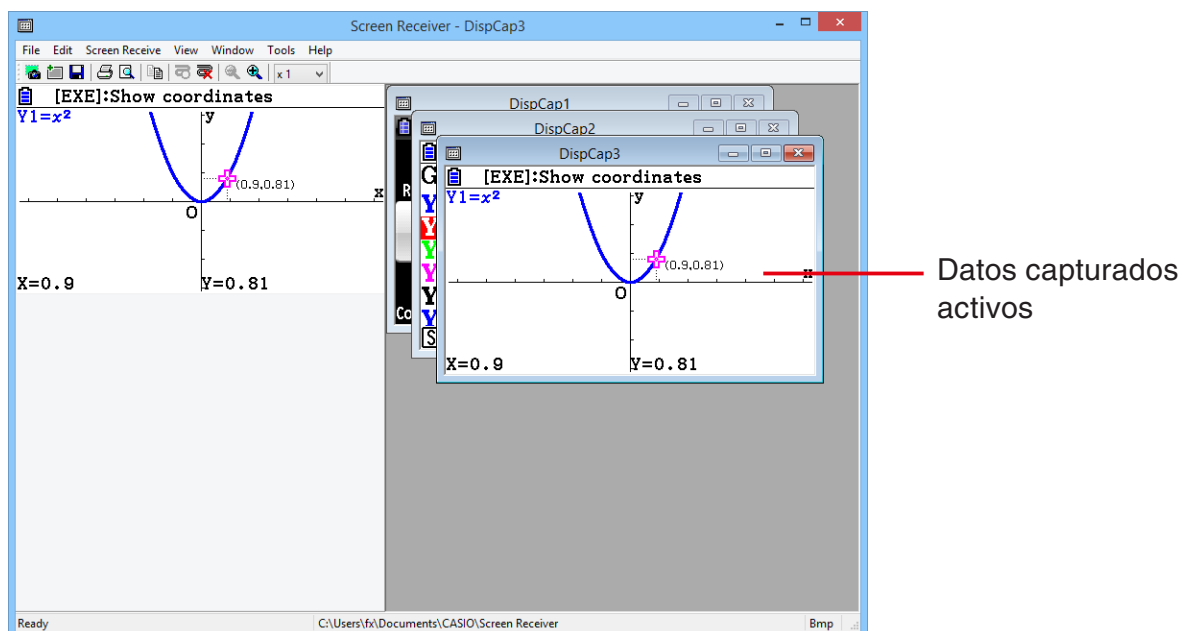 Screen Receiver - DispCap3
File Edit Screen Receive View Window Tools Help
x 1
[EXE]:Show coordinates
Y1=x²
y
(0.9,0.81)
x
O
X=0.9 Y=0.81
DispCap1
R
Co
DispCap2
G
Y
Y
Y
Y
Y
Y
S
DispCap3
[EXE]:Show coordinates
Y1=x²
y
(0.9,0.81)
x
O
X=0.9 Y=0.81
Datos capturados
activos
Ready C:\Users\fx\Documents\CASIO\Screen Receiver Bmp